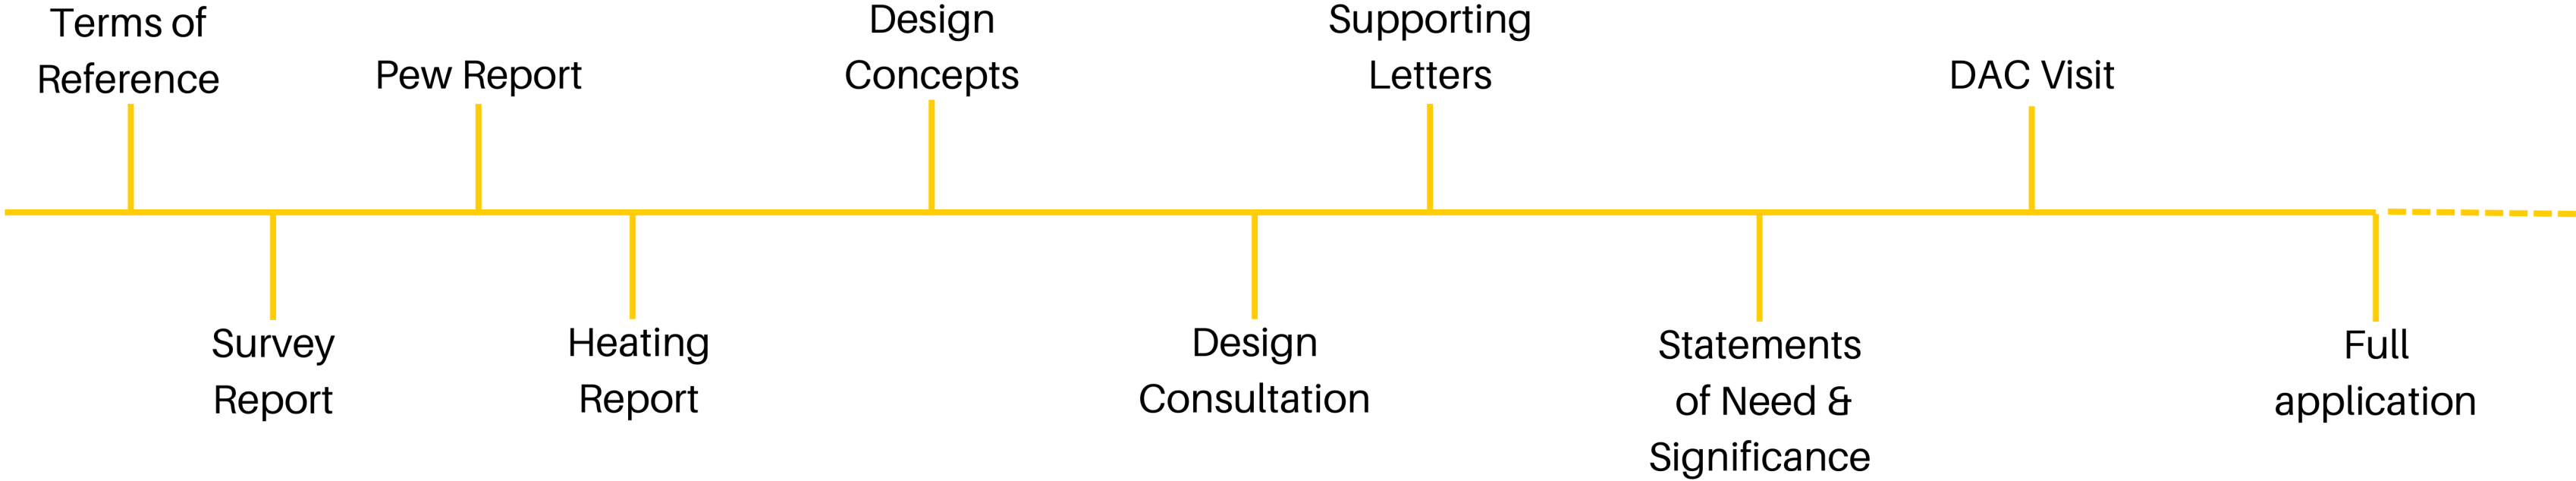 Terms of
Reference
Survey
Report
Pew Report
Heating
Report
Design
Concepts
Design
Consultation
Supporting
Letters
Statements
of Need &
Significance
DAC Visit
Full
application